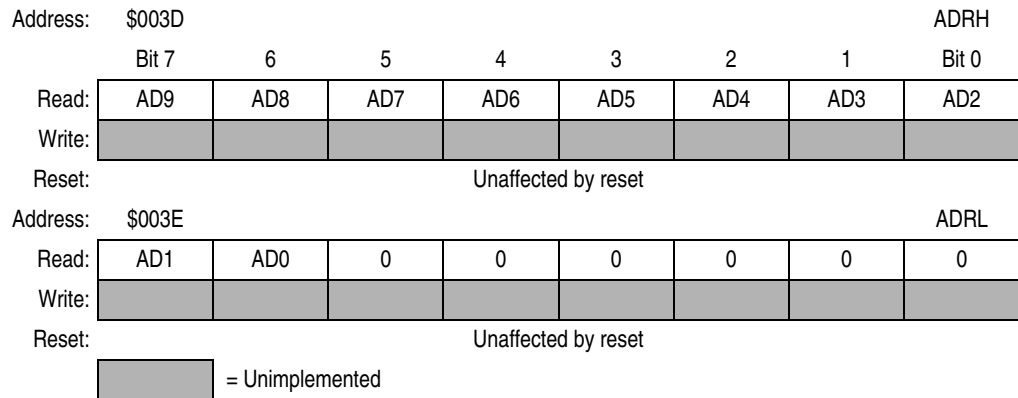 Address: $003D ADRH
Bit 7 6 5 4 3 2 1 Bit 0
Read: AD9 AD8 AD7 AD6 AD5 AD4 AD3 AD2
Write:
Reset: Unaffected by reset
Address: $003E ADRL
Read: AD1 AD0 0 0 0 0 0 0
Write:
Reset: Unaffected by reset
= Unimplemented